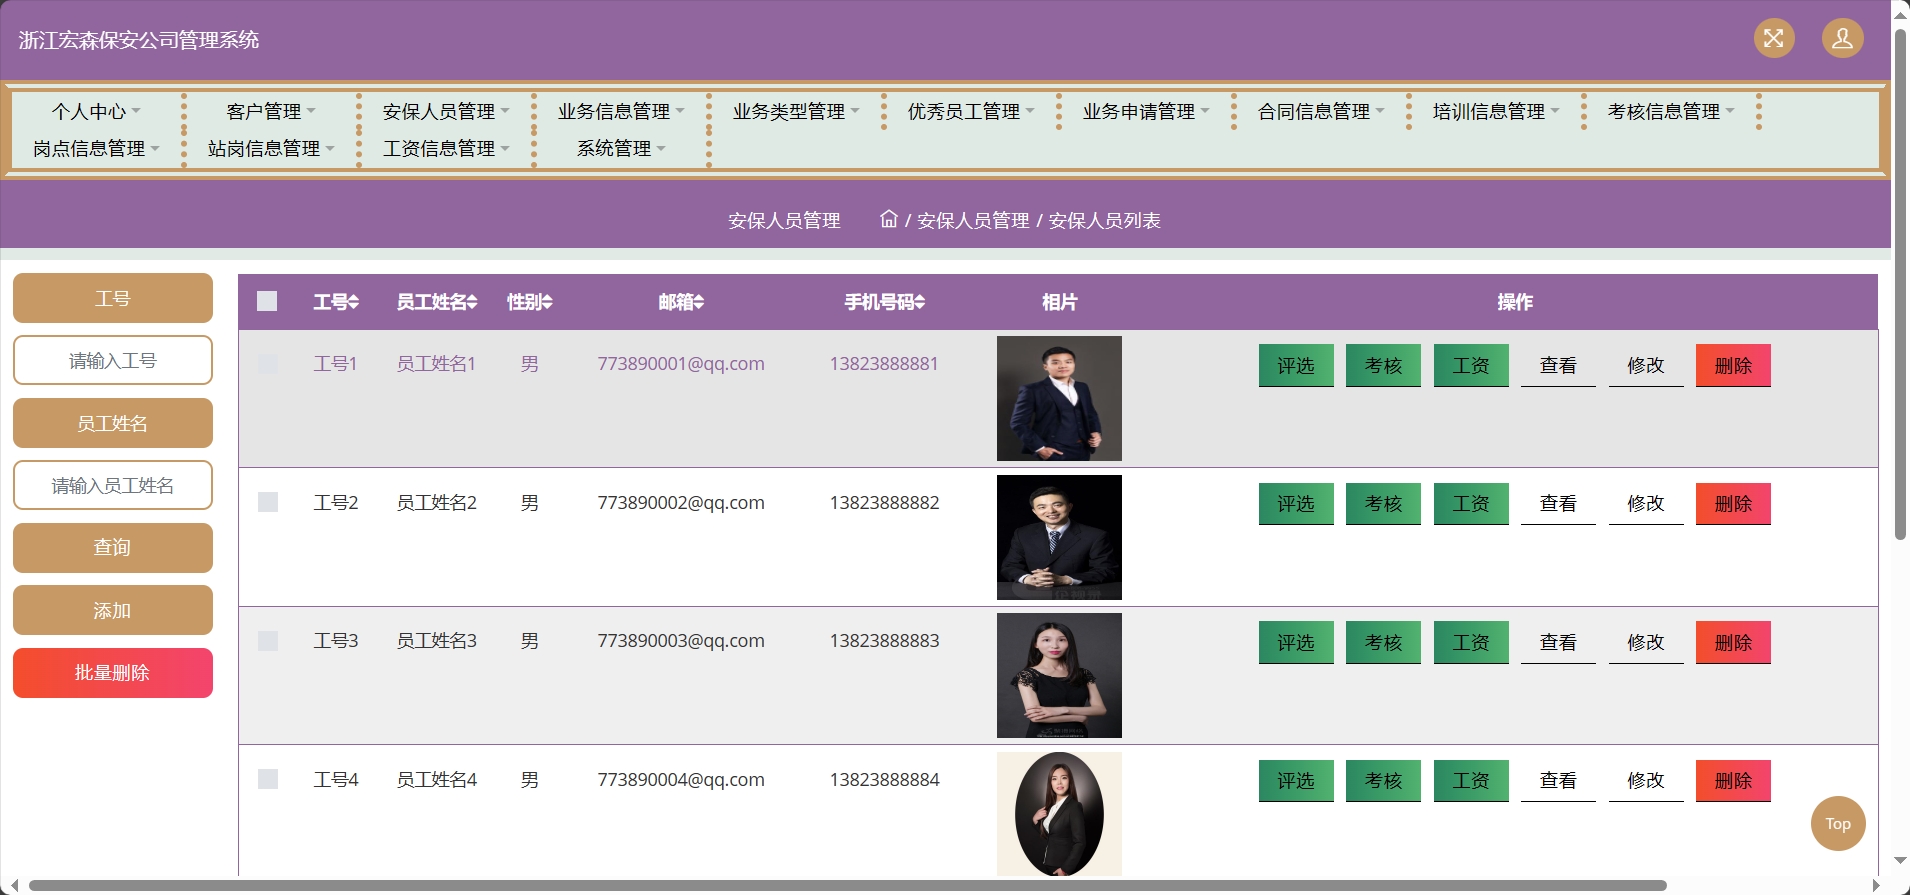 浙江宏森保安公司管理系统
个人中心 客户管理 安保人员管理 业务信息管理 业务类型管理 优秀员工管理 业务申请管理 合同信息管理 培训信息管理 考核信息管理
岗点信息管理 站岗信息管理 工资信息管理 系统管理
安保人员管理 / 安保人员管理 / 安保人员列表
工号
请输入工号
员工姓名
请输入员工姓名
查询
添加
批量删除
工号 员工姓名 性别 邮箱 手机号码 相片 操作
工号1 员工姓名1 男 773890001@qq.com 13823888881 评选 考核 工资 查看 修改 删除
工号2 员工姓名2 男 773890002@qq.com 13823888882 评选 考核 工资 查看 修改 删除
工号3 员工姓名3 男 773890003@qq.com 13823888883 评选 考核 工资 查看 修改 删除
工号4 员工姓名4 男 773890004@qq.com 13823888884 评选 考核 工资 查看 修改 删除
Top